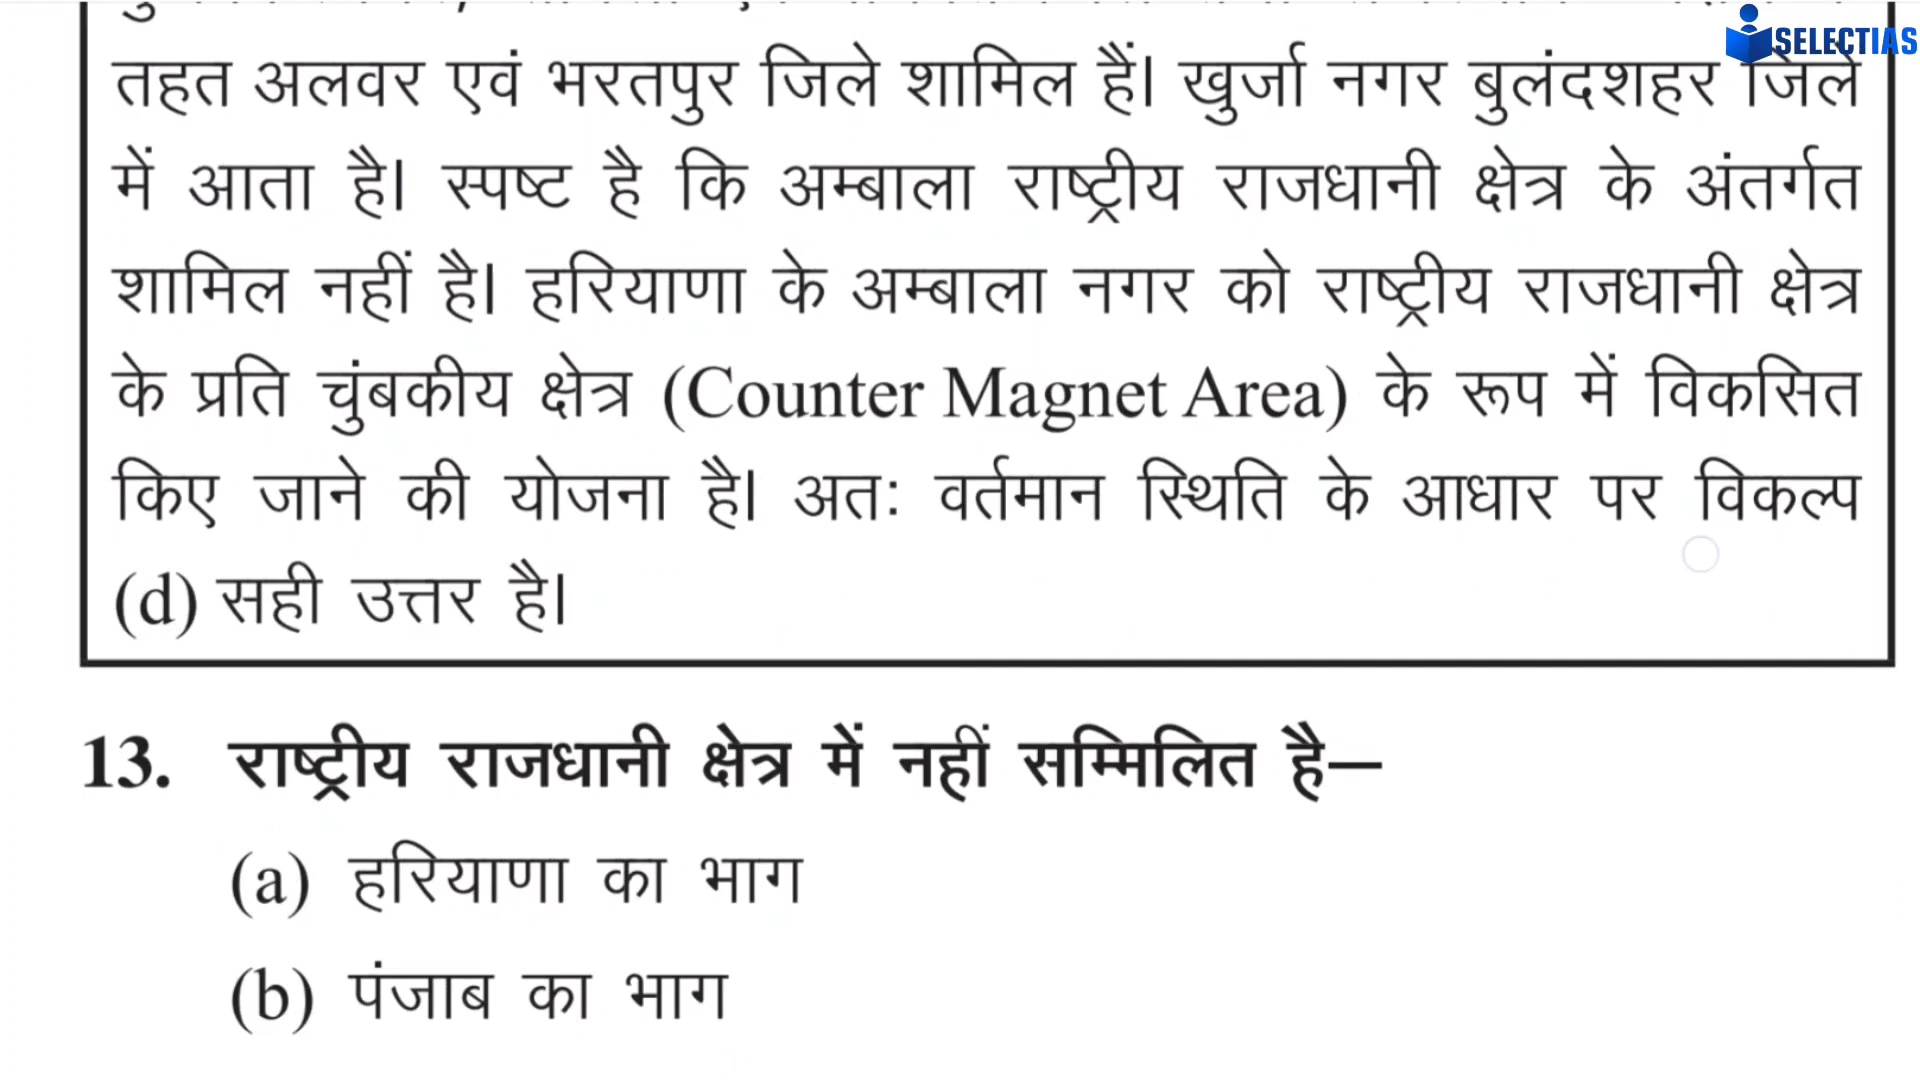 SELECTIAS
तहत अलवर एवं भरतपुर जिले शामिल हैं। खुर्जा नगर बुलंदशहर जिले
में आता है। स्पष्ट है कि अम्बाला राष्ट्रीय राजधानी क्षेत्र के अंतर्गत
शामिल नहीं है। हरियाणा के अम्बाला नगर को राष्ट्रीय राजधानी क्षेत्र
के प्रति चुंबकीय क्षेत्र (Counter Magnet Area) के रूप में विकसित
किए जाने की योजना है। अतः वर्तमान स्थिति के आधार पर विकल्प
(d) सही उत्तर है।
13. राष्ट्रीय राजधानी क्षेत्र में नहीं सम्मिलित है—
(a) हरियाणा का भाग
(b) पंजाब का भाग